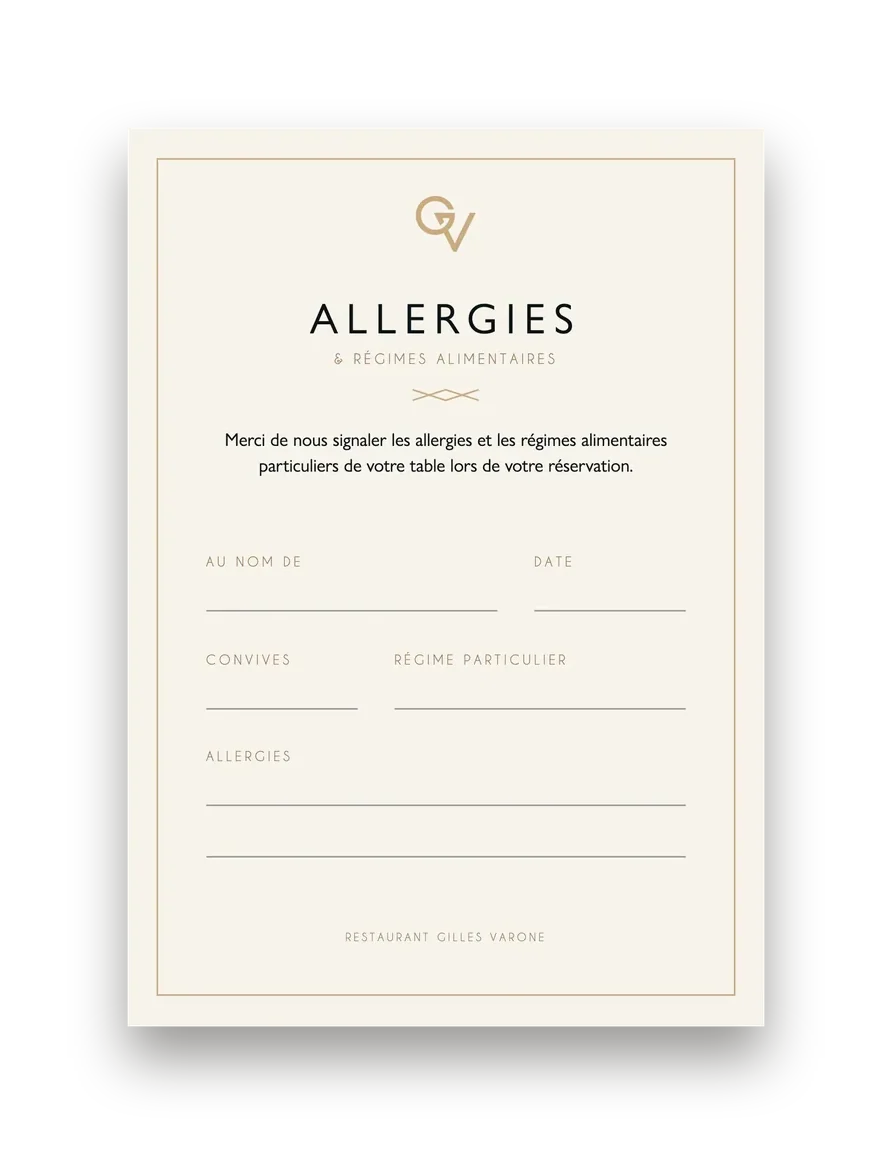 GV
ALLERGIES
& RÉGIMES ALIMENTAIRES
Merci de nous signaler les allergies et les régimes alimentaires
particuliers de votre table lors de votre réservation.
AU NOM DE DATE
CONVIVES RÉGIME PARTICULIER
ALLERGIES
RESTAURANT GILLES VARONE